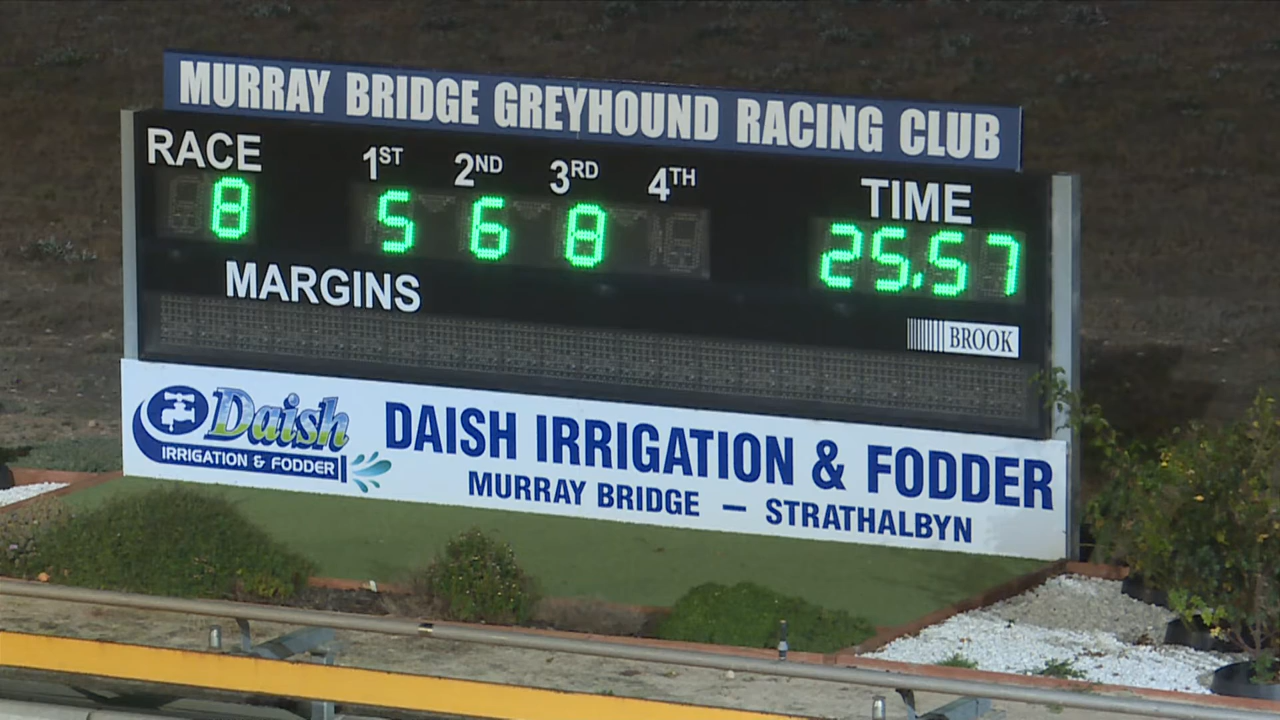 MURRAY BRIDGE GREYHOUND RACING CLUB
RACE 1ST 2ND 3RD 4TH TIME
8 5 6 8 25.57
MARGINS
BROOK
Daish
IRRIGATION & FODDER
DAISH IRRIGATION & FODDER
MURRAY BRIDGE – STRATHALBYN